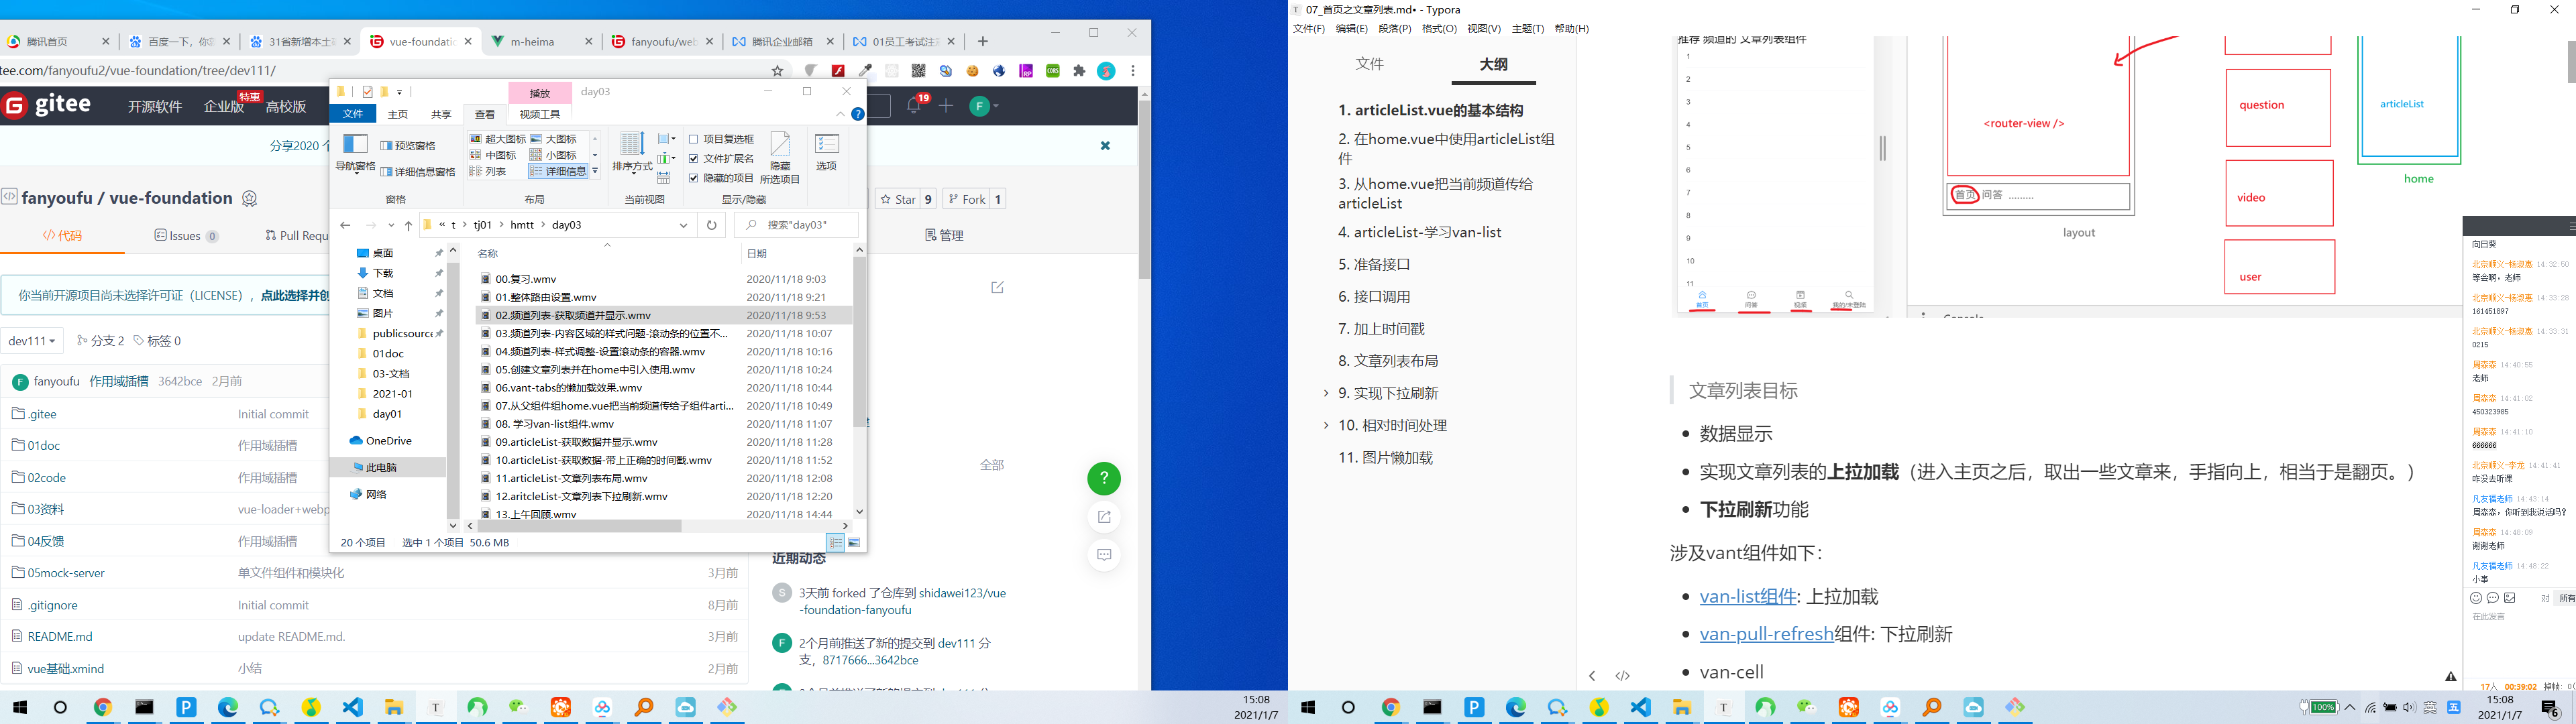 腾讯首页
百度一下，你就
31省新增本土确
vue-foundatio
m-heima
fanyoufu/web
腾讯企业邮箱
01员工考试注
tee.com/fanyoufu2/vue-foundation/tree/dev111/
gitee
开源软件
企业版
特惠
高校版
19
F
分享2020 个
fanyoufu / vue-foundation
Star 9
Fork 1
代码
Issues 0
Pull Requ
管理
你当前开源项目尚未选择许可证（LICENSE），点此选择并创
dev111
分支 2
标签 0
全部
F fanyoufu 作用域插槽 3642bce 2月前
.gitee Initial commit
01doc 作用域插槽
02code 作用域插槽
03资料 vue-loader+webp
04反馈 作用域插槽
05mock-server 单文件组件和模块化 3月前
.gitignore Initial commit 8月前
README.md update README.md. 3月前
vue基础.xmind 小结 2月前
近期动态
S 3天前 forked 了仓库到 shidawei123/vue
-foundation-fanyoufu
F 2个月前推送了新的提交到 dev111 分
支，8717666...3642bce
播放
day03
文件
主页
共享
查看
视频工具
导航窗格
预览窗格
详细信息窗格
窗格
超大图标
大图标
中图标
小图标
列表
详细信息
布局
排序方式
当前视图
项目复选框
文件扩展名
隐藏的项目
隐藏
所选项目
显示/隐藏
选项
« t › tj01 › hmtt › day03
搜索"day03"
桌面
下载
文档
图片
publicsource
01doc
03-文档
2021-01
day01
OneDrive
此电脑
网络
名称 日期
00.复习.wmv 2020/11/18 9:03
01.整体路由设置.wmv 2020/11/18 9:21
02.频道列表-获取频道并显示.wmv 2020/11/18 9:53
03.频道列表-内容区域的样式问题-滚动条的位置不... 2020/11/18 10:07
04.频道列表-样式调整-设置滚动条的容器.wmv 2020/11/18 10:16
05.创建文章列表并在home中引入使用.wmv 2020/11/18 10:24
06.vant-tabs的懒加载效果.wmv 2020/11/18 10:44
07.从父组件组home.vue把当前频道传给子组件arti... 2020/11/18 10:49
08. 学习van-list组件.wmv 2020/11/18 11:07
09.articleList-获取数据并显示.wmv 2020/11/18 11:28
10.articleList-获取数据-带上正确的时间戳.wmv 2020/11/18 11:52
11.articleList-文章列表布局.wmv 2020/11/18 12:08
12.aritcleList-文章列表下拉刷新.wmv 2020/11/18 12:20
13.上午回顾.wmv 2020/11/18 14:44
20 个项目 选中 1 个项目 50.6 MB
15:08
2021/1/7
07_首页之文章列表.md• - Typora
文件(F) 编辑(E) 段落(P) 格式(O) 视图(V) 主题(T) 帮助(H)
文件
大纲
1. articleList.vue的基本结构
2. 在home.vue中使用articleList组
件
3. 从home.vue把当前频道传给
articleList
4. articleList-学习van-list
5. 准备接口
6. 接口调用
7. 加上时间戳
8. 文章列表布局
9. 实现下拉刷新
10. 相对时间处理
11. 图片懒加载
推荐 频道的 文章列表组件
1
2
3
4
5
6
7
8
9
10
11
首页
问答
视频
我的/未登陆
<router-view />
首页 问答 .........
layout
question
video
user
articleList
home
Console
文章列表目标
数据显示
实现文章列表的上拉加载（进入主页之后，取出一些文章来，手指向上，相当于是翻页。）
下拉刷新功能
涉及vant组件如下：
van-list组件: 上拉加载
van-pull-refresh组件: 下拉刷新
van-cell
向日葵
14:32:50
等会啊，老师
14:33:28
161451897
14:33:31
0215
周森森 14:40:55
老师
周森森 14:41:02
450323985
周森森 14:41:10
666666
北京顺义-李龙 14:41:41
咋没去听课
凡友福老师 14:43:14
周森森，你听到我说话吗?
周森森 14:48:09
谢谢老师
凡友福老师 14:48:22
小事
对 所有
在此发言
17人 00:39:02
100%
英
15:08
2021/1/7
6